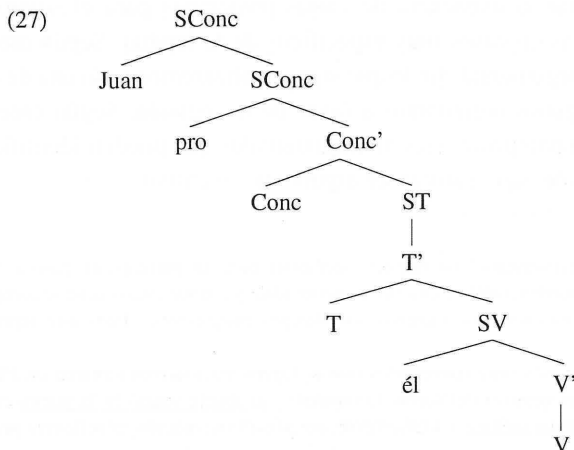 (27) SConc
Juan SConc
pro Conc'
Conc ST
T'
T SV
él V'
V